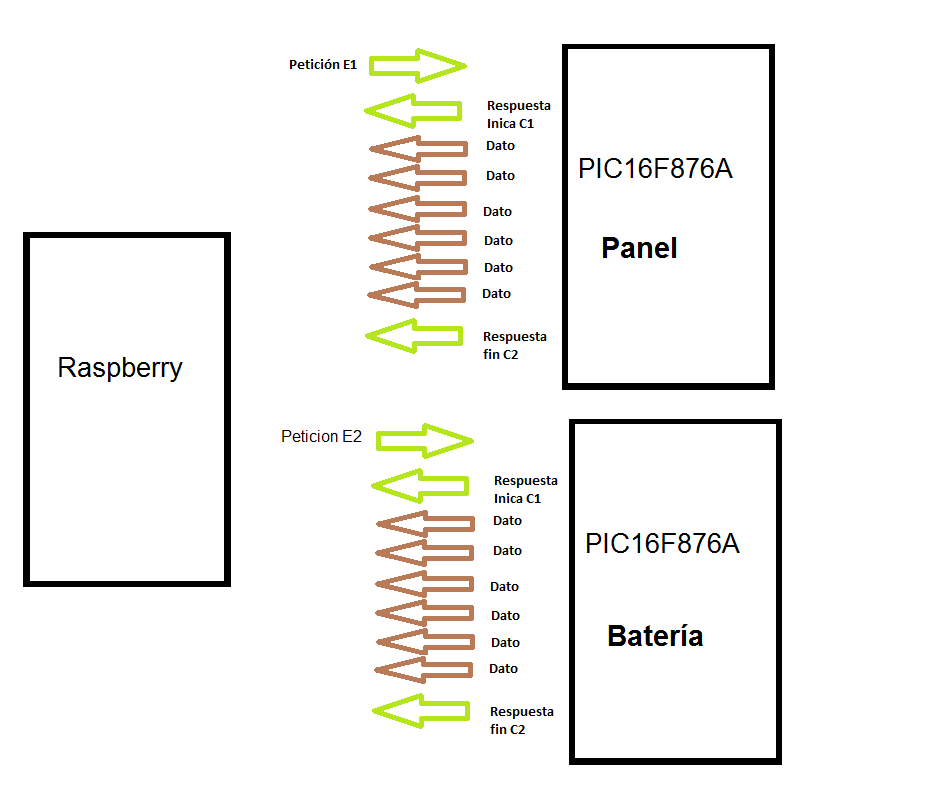 Petición E1
Respuesta
Inica C1
Dato
Dato
Dato
Dato
Dato
Dato
Respuesta
fin C2
PIC16F876A
Panel
Raspberry
Peticion E2
Respuesta
Inica C1
Dato
Dato
Dato
Dato
Dato
Dato
Respuesta
fin C2
PIC16F876A
Batería